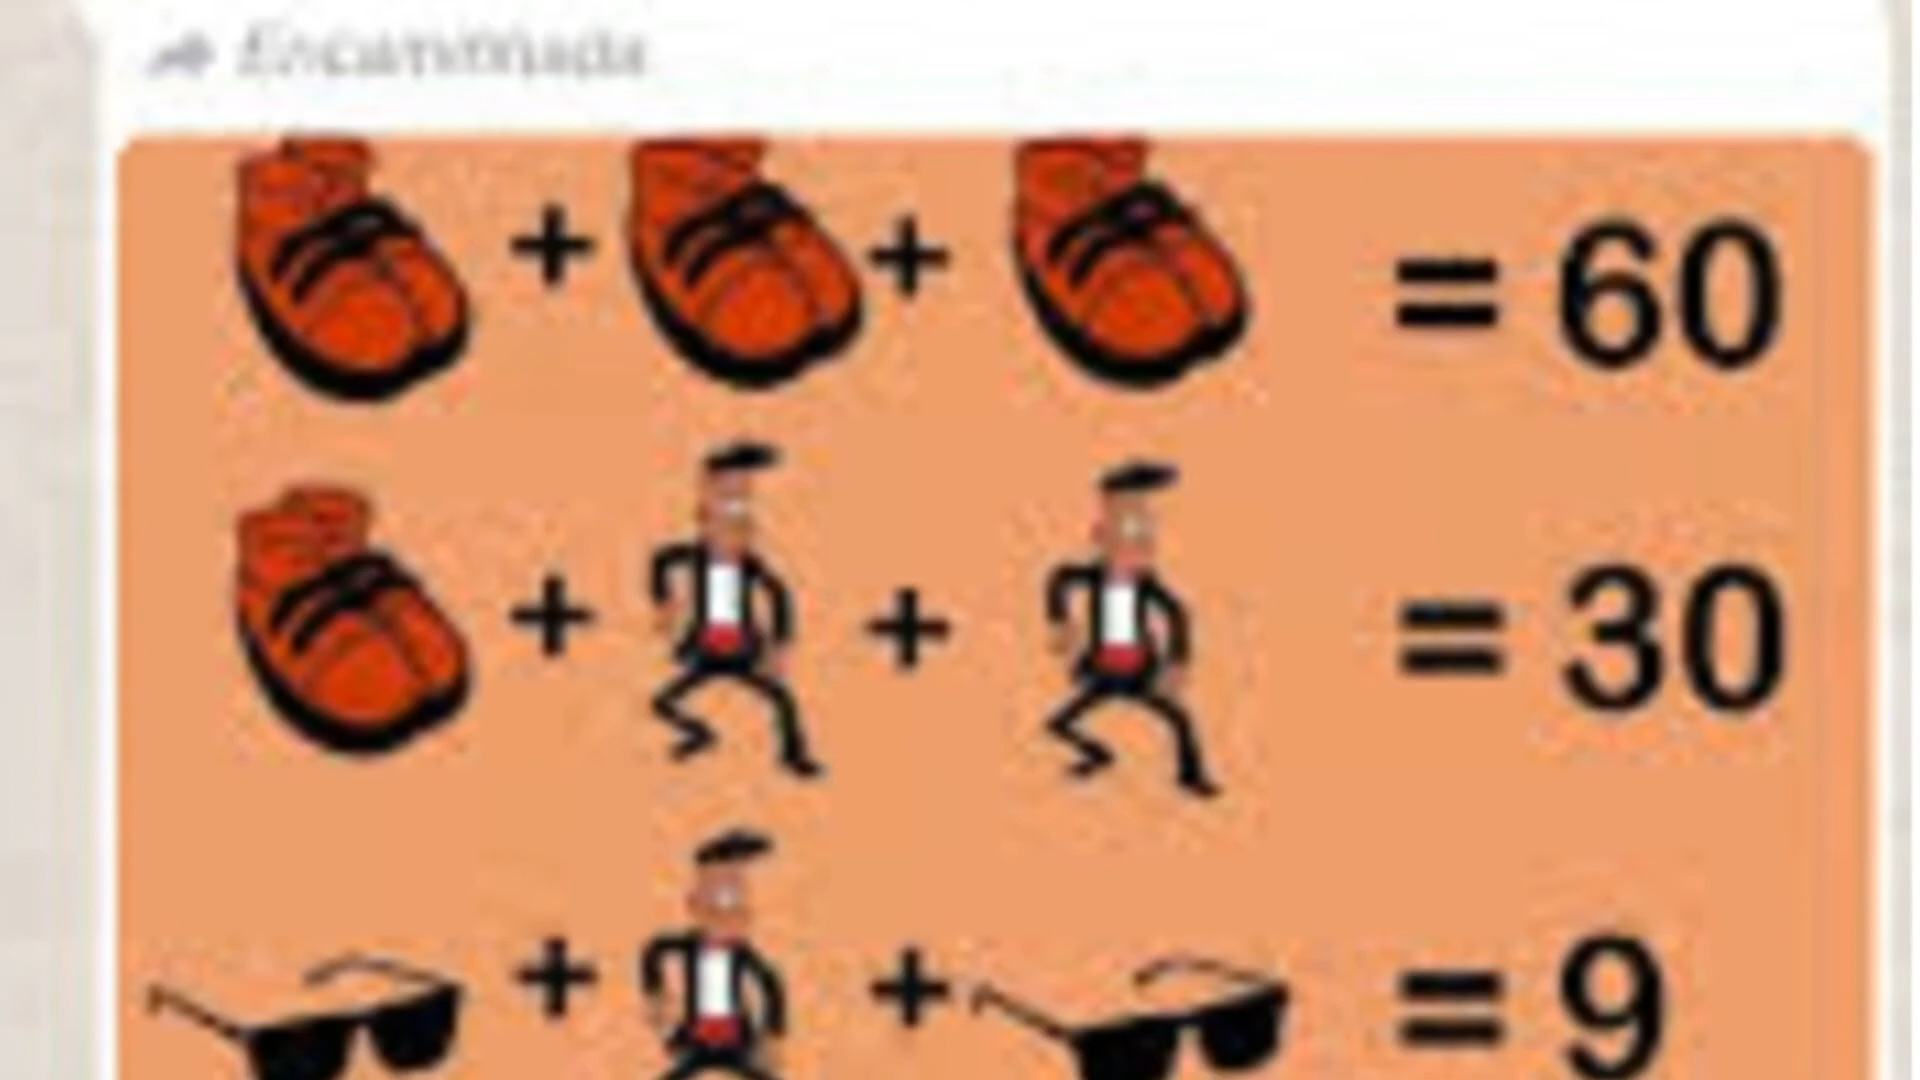 Encaminhada
+ + = 60
+ + = 30
+ + = 9